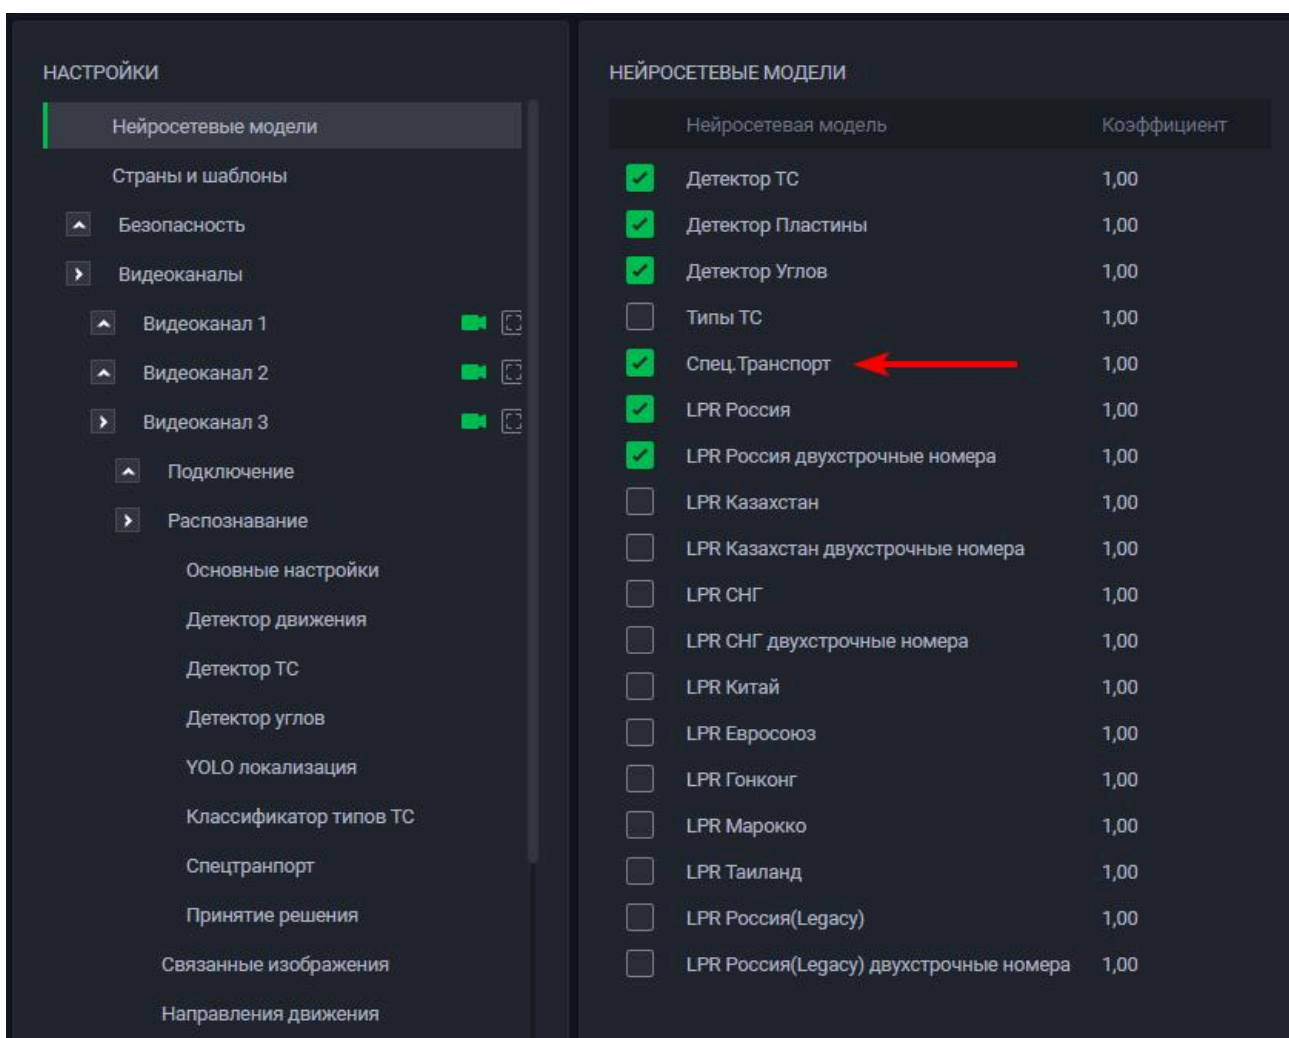 НАСТРОЙКИ
Нейросетевые модели
Страны и шаблоны
Безопасность
Видеоканалы
Видеоканал 1
Видеоканал 2
Видеоканал 3
Подключение
Распознавание
Основные настройки
Детектор движения
Детектор ТС
Детектор углов
YOLO локализация
Классификатор типов ТС
Спецтранпорт
Принятие решения
Связанные изображения
Направления движения
НЕЙРОСЕТЕВЫЕ МОДЕЛИ
Нейросетевая модель Коэффициент
Детектор ТС 1,00
Детектор Пластины 1,00
Детектор Углов 1,00
Типы ТС 1,00
Спец.Транспорт 1,00
LPR Россия 1,00
LPR Россия двухстрочные номера 1,00
LPR Казахстан 1,00
LPR Казахстан двухстрочные номера 1,00
LPR СНГ 1,00
LPR СНГ двухстрочные номера 1,00
LPR Китай 1,00
LPR Евросоюз 1,00
LPR Гонконг 1,00
LPR Марокко 1,00
LPR Таиланд 1,00
LPR Россия(Legacy) 1,00
LPR Россия(Legacy) двухстрочные номера 1,00